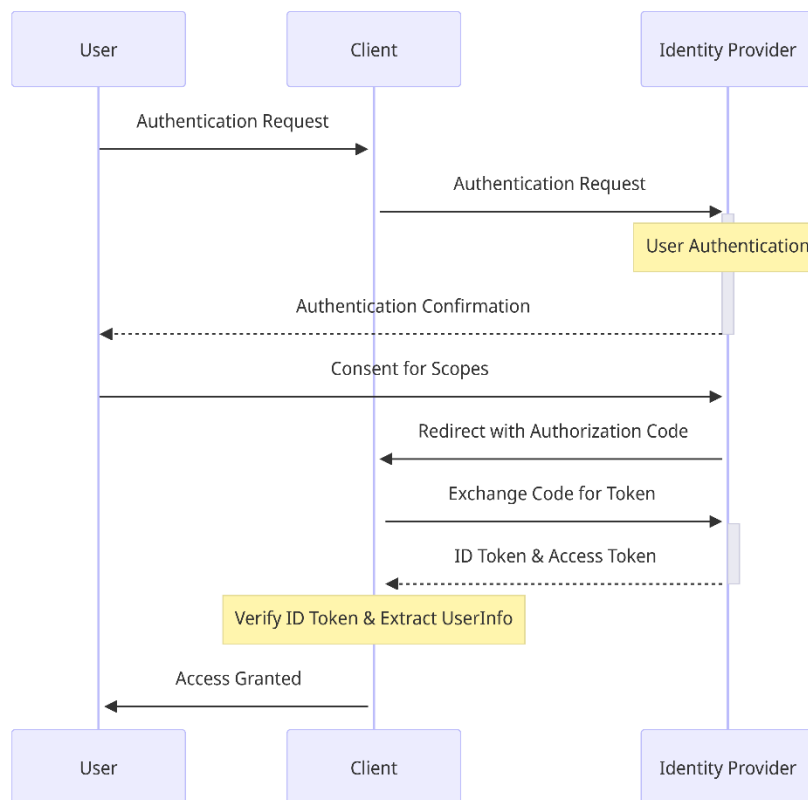 User Client Identity Provider
Authentication Request
Authentication Request
User Authentication
Authentication Confirmation
Consent for Scopes
Redirect with Authorization Code
Exchange Code for Token
ID Token & Access Token
Verify ID Token & Extract UserInfo
Access Granted
User Client Identity Provider